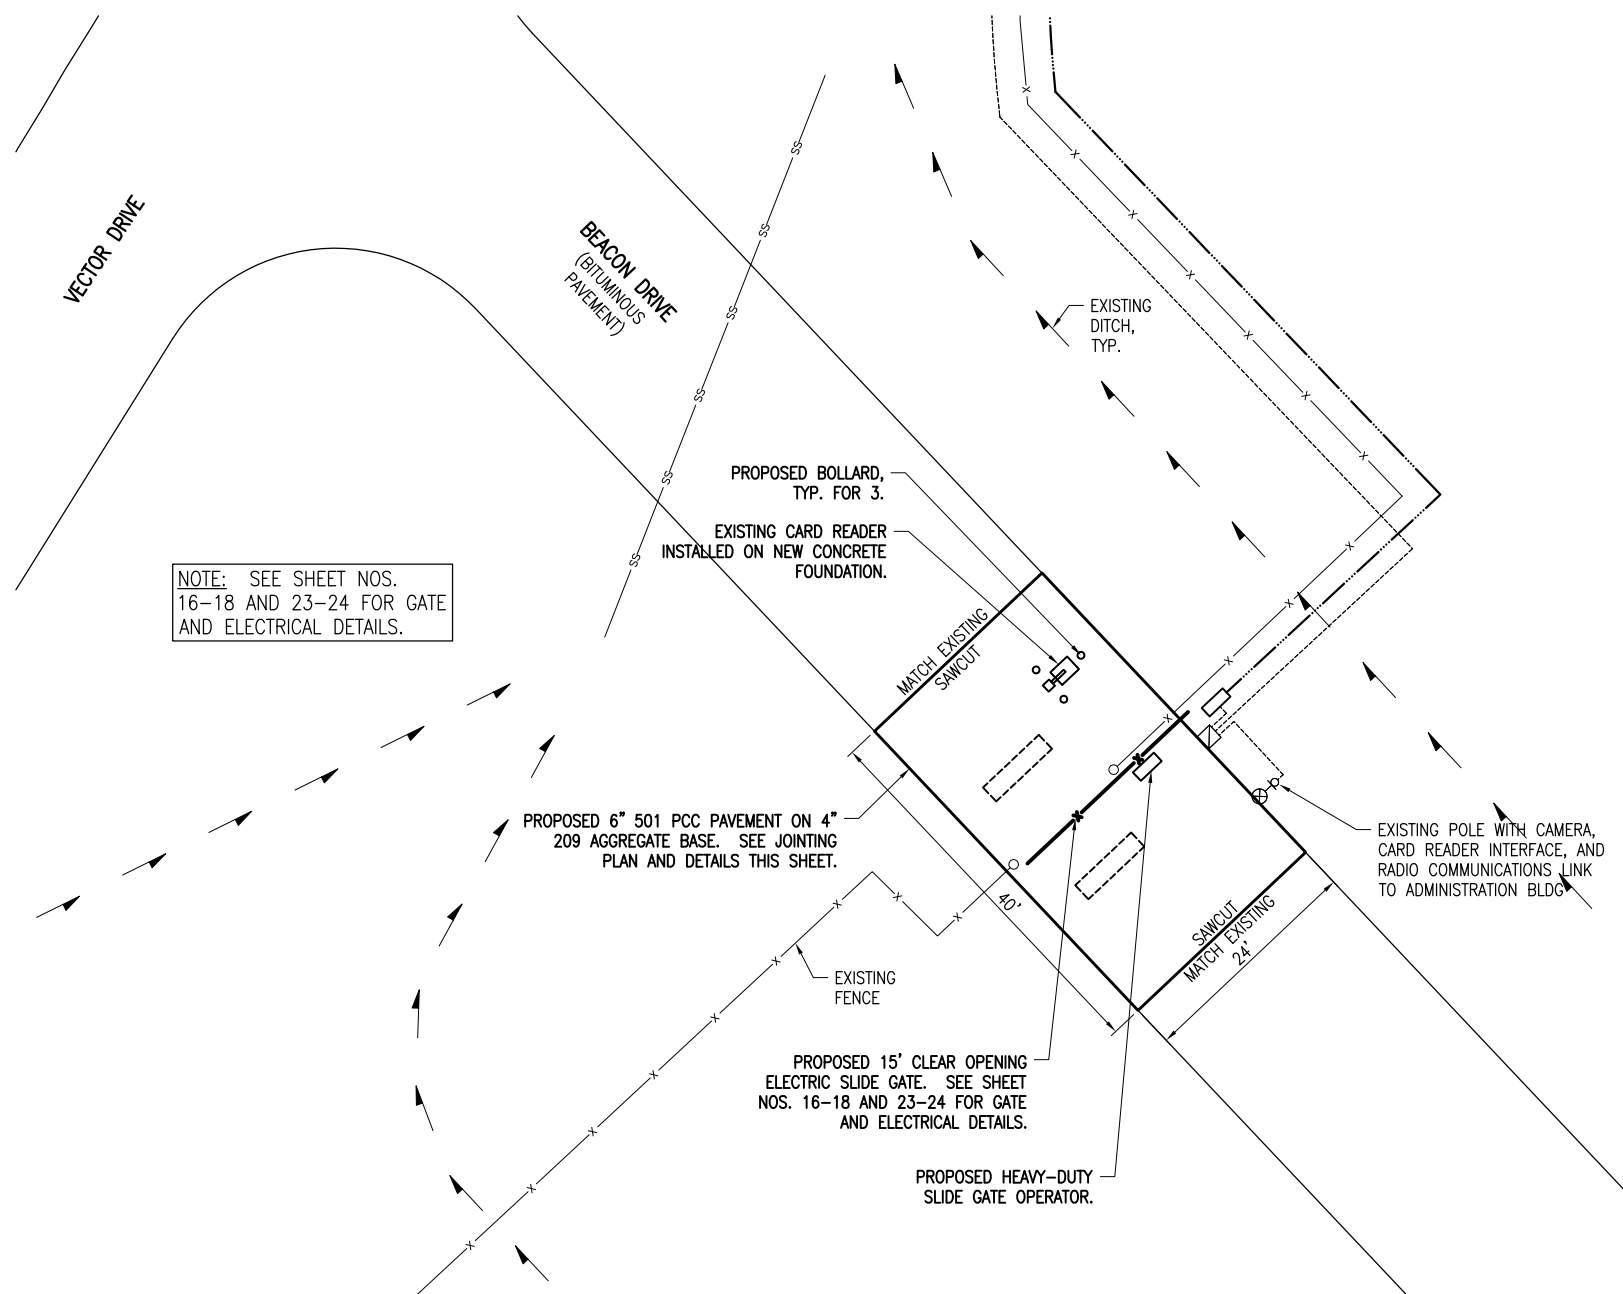 VECTOR DRIVE
BEACON DRIVE
(BITUMINOUS
PAVEMENT)
SS
SS
SS
SS
SS
SS
X
X
X
X
X
X
X
X
X
X
X
EXISTING
DITCH,
TYP.
PROPOSED BOLLARD,
TYP. FOR 3.
EXISTING CARD READER
INSTALLED ON NEW CONCRETE
FOUNDATION.
NOTE: SEE SHEET NOS.
16-18 AND 23-24 FOR GATE
AND ELECTRICAL DETAILS.
MATCH EXISTING
SAWCUT
PROPOSED 6" 501 PCC PAVEMENT ON 4"
209 AGGREGATE BASE. SEE JOINTING
PLAN AND DETAILS THIS SHEET.
EXISTING POLE WITH CAMERA,
CARD READER INTERFACE, AND
RADIO COMMUNICATIONS LINK
TO ADMINISTRATION BLDG
40'
SAWCUT
MATCH EXISTING
24'
X
X
X
X
X
X
X
X
X
EXISTING
FENCE
PROPOSED 15' CLEAR OPENING
ELECTRIC SLIDE GATE. SEE SHEET
NOS. 16-18 AND 23-24 FOR GATE
AND ELECTRICAL DETAILS.
PROPOSED HEAVY-DUTY
SLIDE GATE OPERATOR.